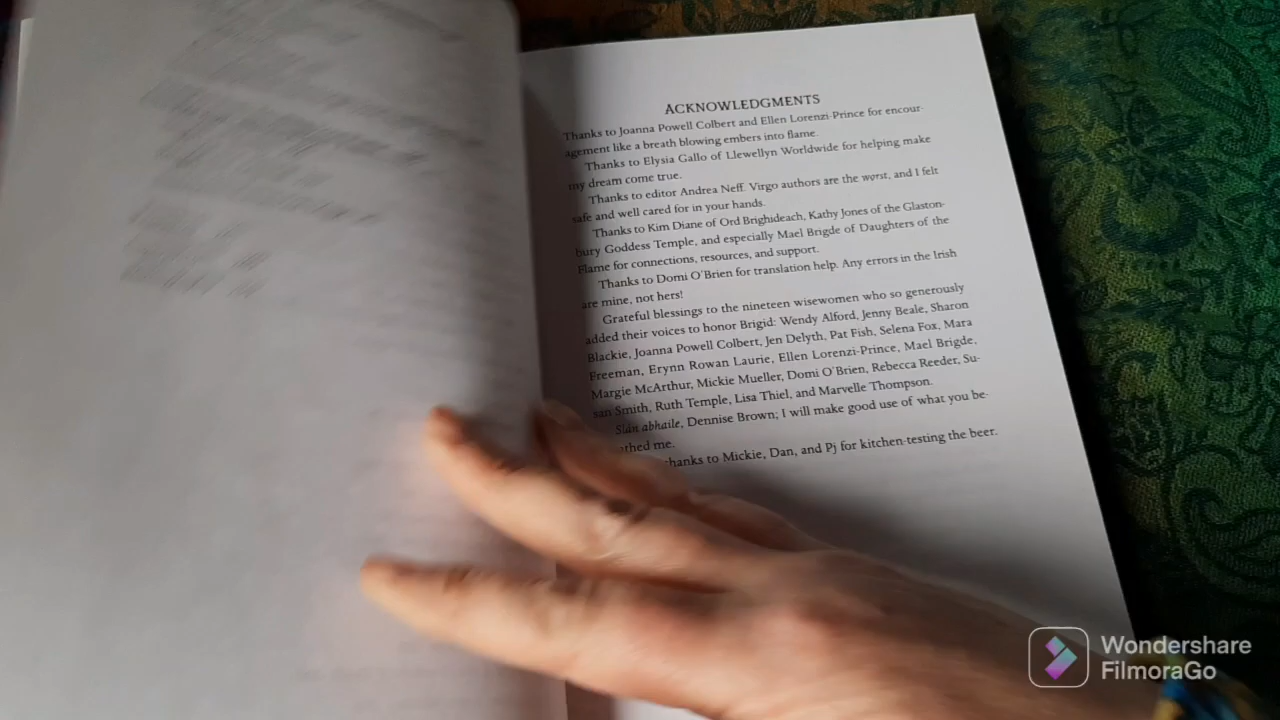 ACKNOWLEDGMENTS
Thanks to Joanna Powell Colbert and Ellen Lorenzi-Prince for encour-
agement like a breath blowing embers into flame.
Thanks to Elysia Gallo of Llewellyn Worldwide for helping make
my dream come true.
Thanks to editor Andrea Neff. Virgo authors are the worst, and I felt
safe and well cared for in your hands.
Thanks to Kim Diane of Ord Brighideach, Kathy Jones of the Glaston-
bury Goddess Temple, and especially Mael Brigde of Daughters of the
Flame for connections, resources, and support.
Thanks to Domi O'Brien for translation help. Any errors in the Irish
are mine, not hers!
Grateful blessings to the nineteen wisewomen who so generously
added their voices to honor Brigid: Wendy Alford, Jenny Beale, Sharon
Blackie, Joanna Powell Colbert, Jen Delyth, Pat Fish, Selena Fox, Mara
Freeman, Erynn Rowan Laurie, Ellen Lorenzi-Prince, Mael Brigde,
Margie McArthur, Mickie Mueller, Domi O'Brien, Rebecca Reeder, Su-
san Smith, Ruth Temple, Lisa Thiel, and Marvelle Thompson.
Slán abhaile, Dennise Brown; I will make good use of what you be-
me.
thanks to Mickie, Dan, and Pj for kitchen-testing the beer.
Wondershare
FilmoraGo